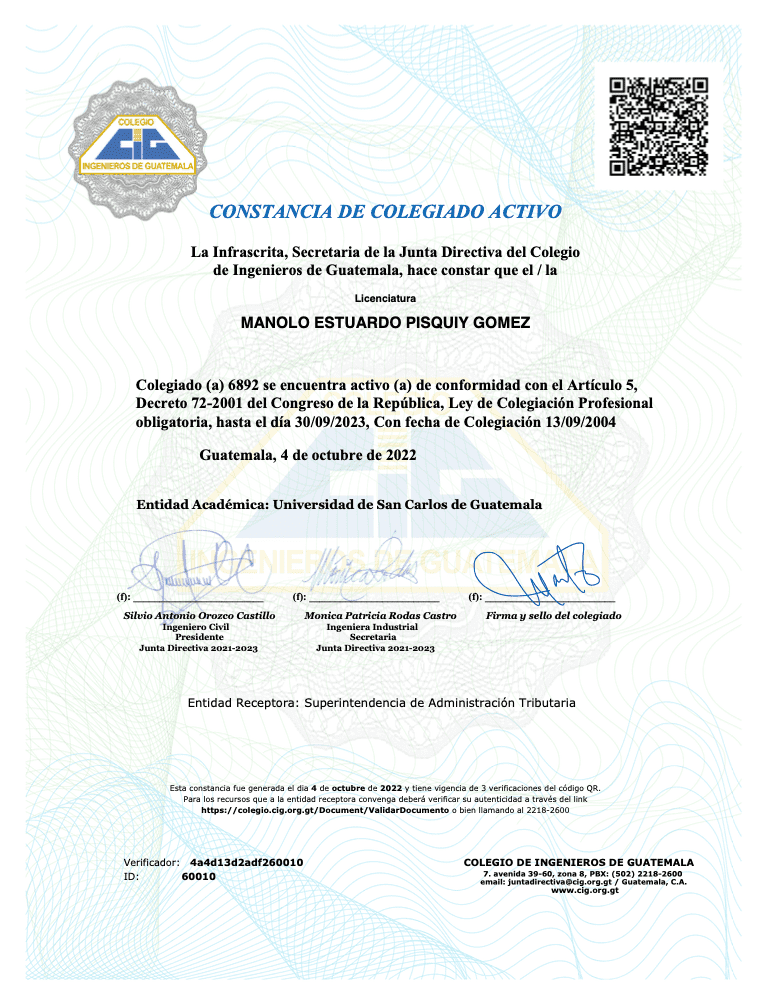 COLEGIO
CIG
INGENIEROS DE GUATEMALA
CONSTANCIA DE COLEGIADO ACTIVO
La Infrascrita, Secretaria de la Junta Directiva del Colegio
de Ingenieros de Guatemala, hace constar que el / la
Licenciatura
MANOLO ESTUARDO PISQUIY GOMEZ
Colegiado (a) 6892 se encuentra activo (a) de conformidad con el Artículo 5,
Decreto 72-2001 del Congreso de la República, Ley de Colegiación Profesional
obligatoria, hasta el día 30/09/2023, Con fecha de Colegiación 13/09/2004
Guatemala, 4 de octubre de 2022
Entidad Académica: Universidad de San Carlos de Guatemala
INGENIEROS DE GUATEMALA
(f): (f): (f):
Silvio Antonio Orozco Castillo Monica Patricia Rodas Castro Firma y sello del colegiado
Ingeniero Civil Ingeniera Industrial
Presidente Secretaria
Junta Directiva 2021-2023 Junta Directiva 2021-2023
Entidad Receptora: Superintendencia de Administración Tributaria
Esta constancia fue generada el dia 4 de octubre de 2022 y tiene vigencia de 3 verificaciones del código QR.
Para los recursos que a la entidad receptora convenga deberá verificar su autenticidad a través del link
https://colegio.cig.org.gt/Document/ValidarDocumento o bien llamando al 2218-2600
Verificador: 4a4d13d2adf260010
ID: 60010
COLEGIO DE INGENIEROS DE GUATEMALA
7. avenida 39-60, zona 8, PBX: (502) 2218-2600
email: juntadirectiva@cig.org.gt / Guatemala, C.A.
www.cig.org.gt